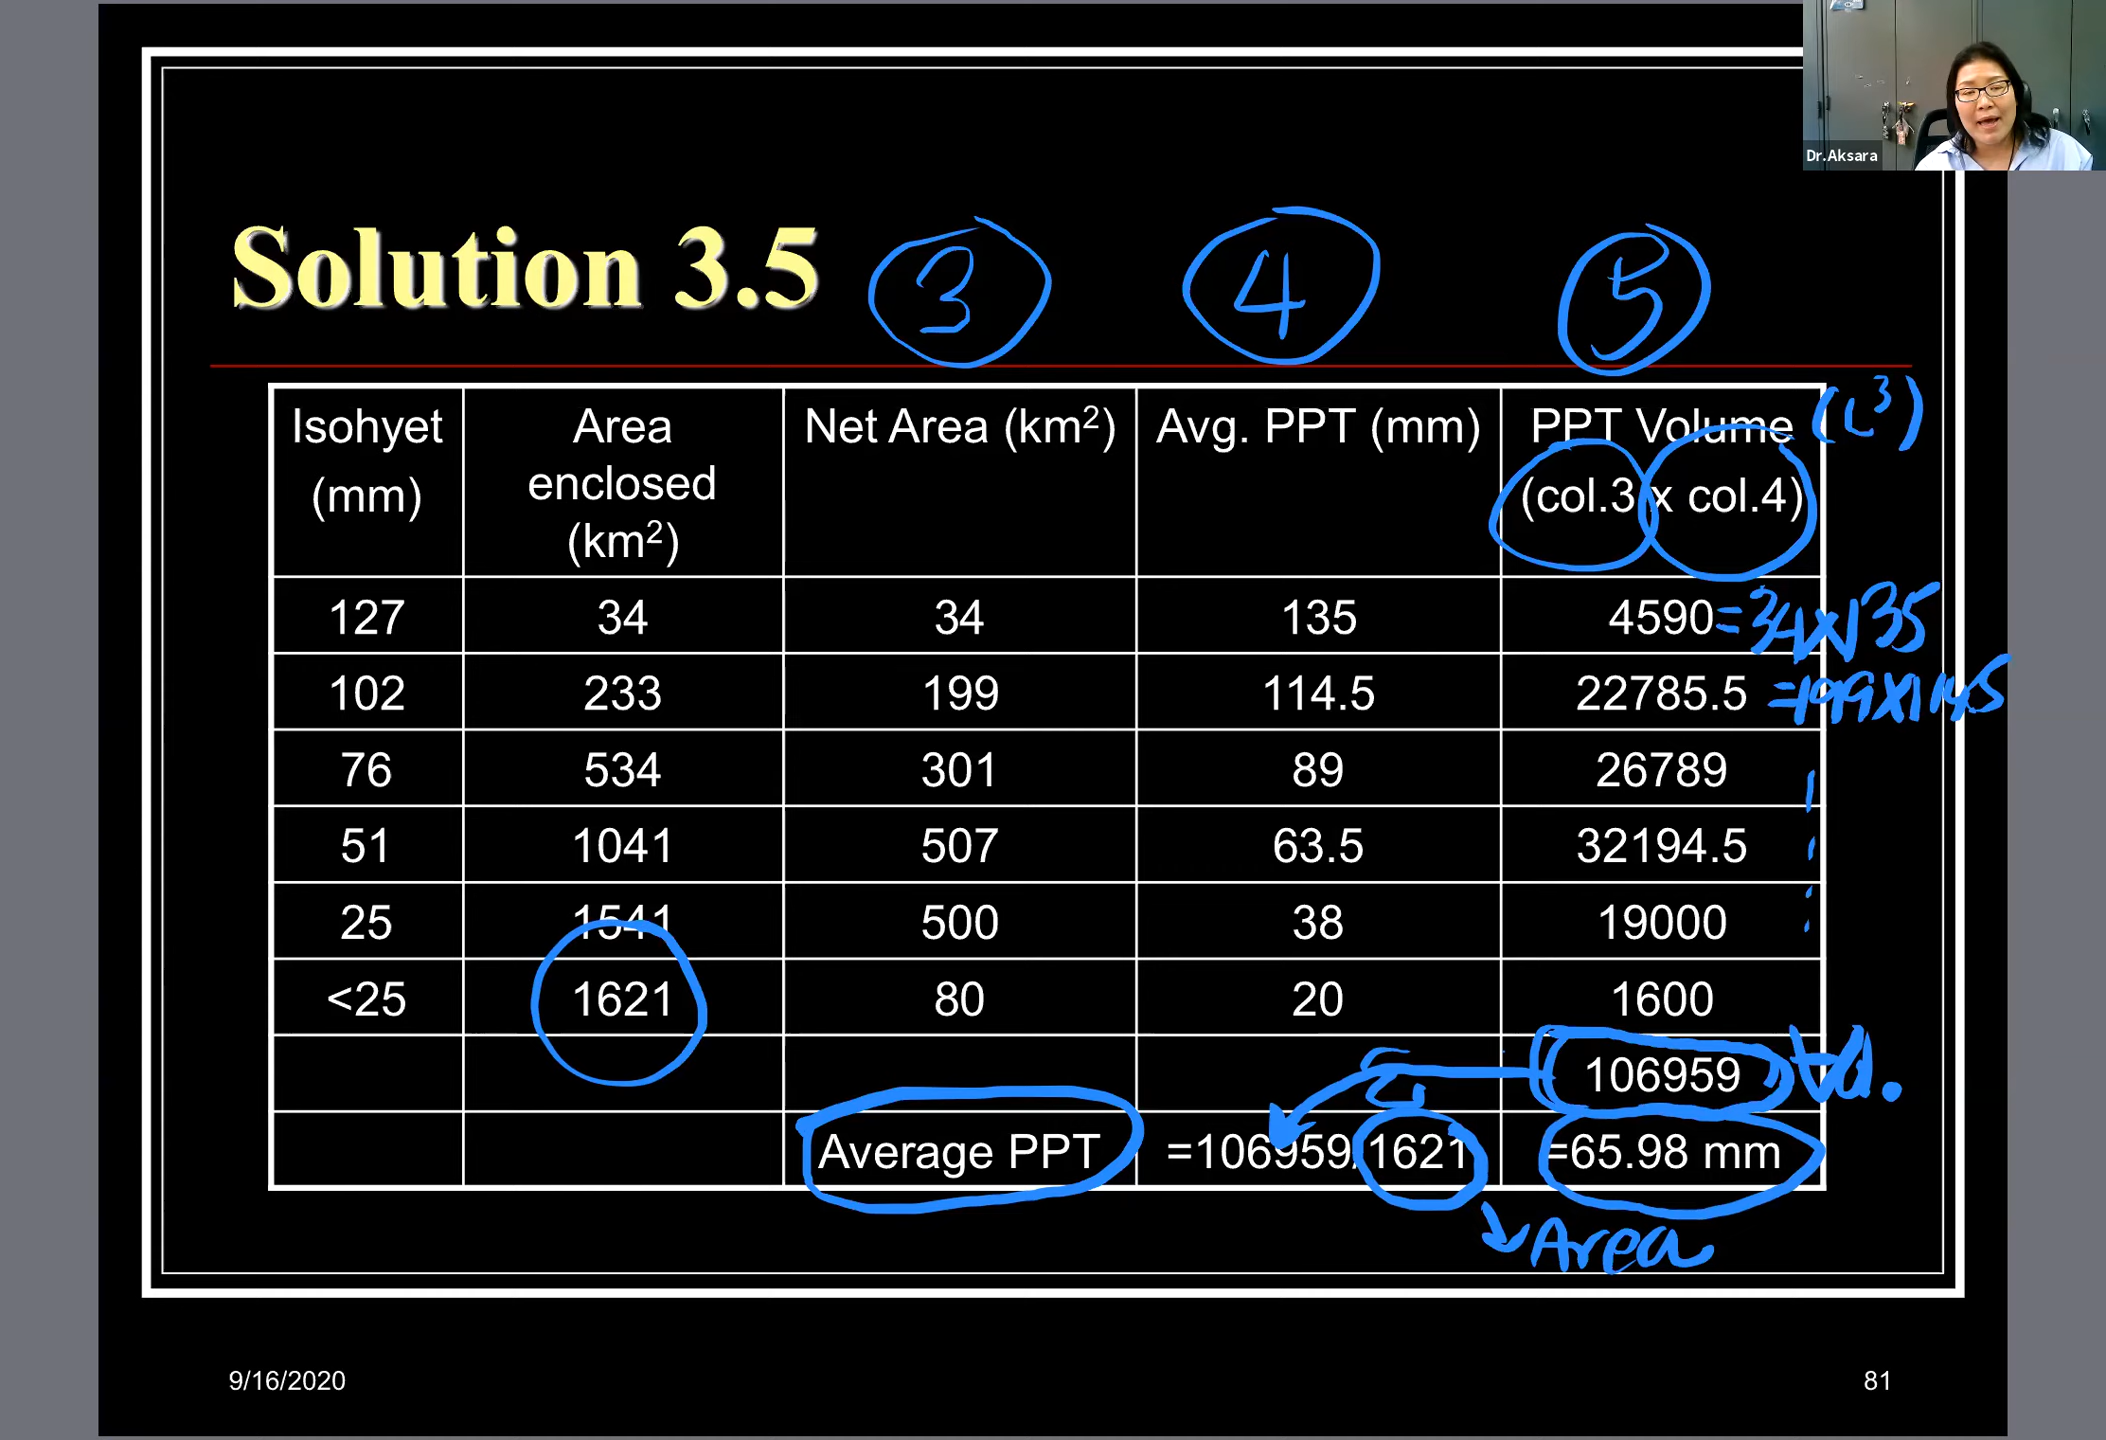 Dr.Aksara
Solution 3.5
3 4 5
Isohyet (mm) | Area enclosed (km²) | Net Area (km²) | Avg. PPT (mm) | PPT Volume (col.3 x col.4) (L³)
127 | 34 | 34 | 135 | 4590 =34x135
102 | 233 | 199 | 114.5 | 22785.5 =199x114.5
76 | 534 | 301 | 89 | 26789
51 | 1041 | 507 | 63.5 | 32194.5
25 | 1541 | 500 | 38 | 19000
<25 | 1621 | 80 | 20 | 1600
106959 Vol.
Average PPT | =106959/1621 | =65.98 mm
Area
9/16/2020
81